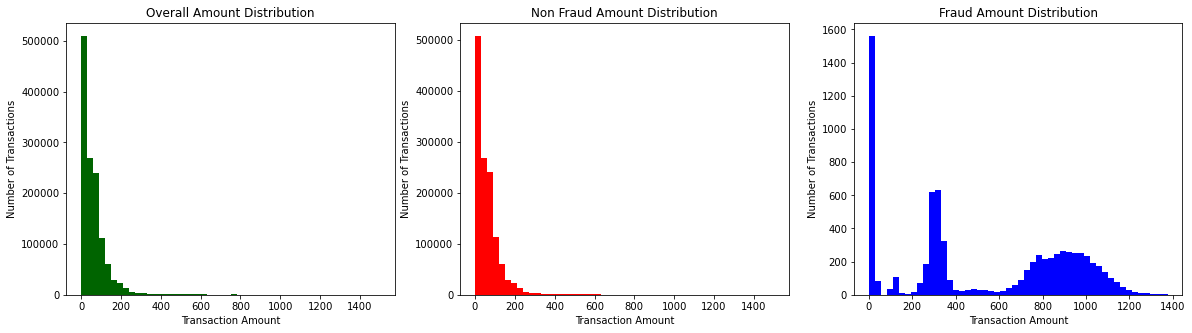 Overall Amount Distribution
Number of Transactions
500000
400000
300000
200000
100000
0
0 200 400 600 800 1000 1200 1400
Transaction Amount
Non Fraud Amount Distribution
Number of Transactions
500000
400000
300000
200000
100000
0
0 200 400 600 800 1000 1200 1400
Transaction Amount
Fraud Amount Distribution
Number of Transactions
1600
1400
1200
1000
800
600
400
200
0
0 200 400 600 800 1000 1200 1400
Transaction Amount